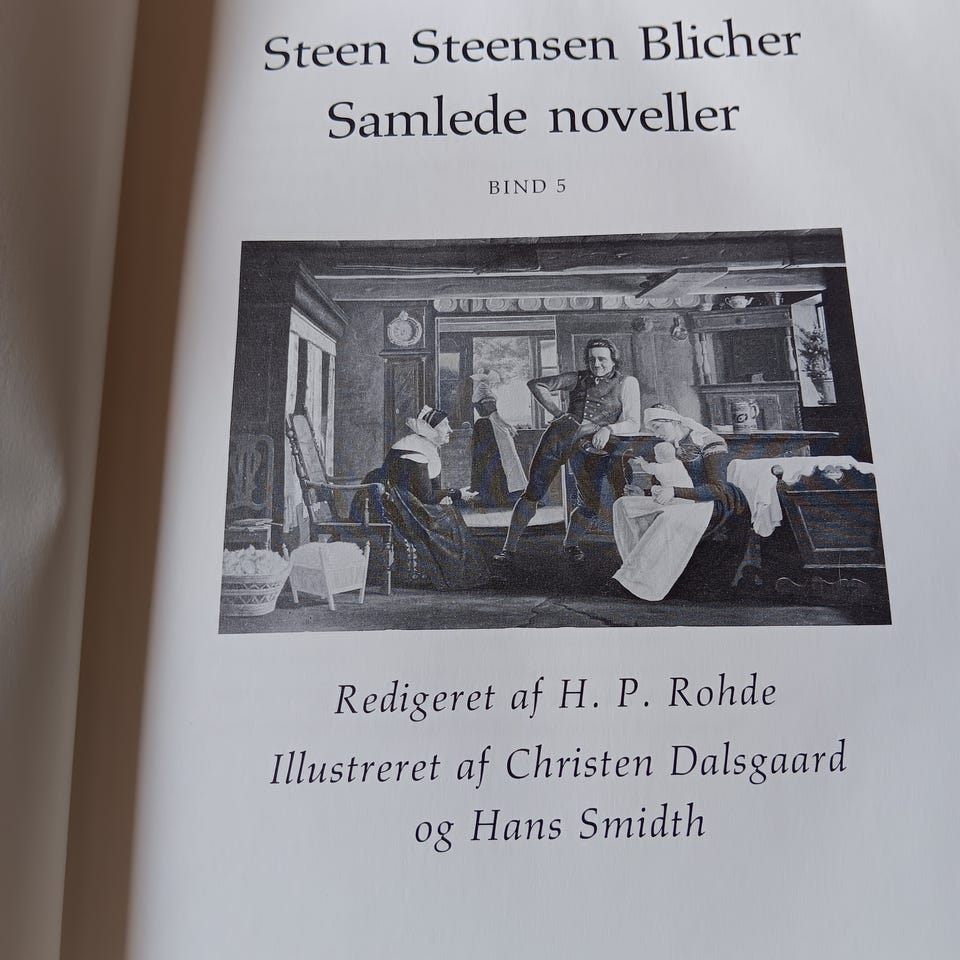 Steen Steensen Blicher
Samlede noveller
BIND 5
Redigeret af H. P. Rohde
Illustreret af Christen Dalsgaard
og Hans Smidth